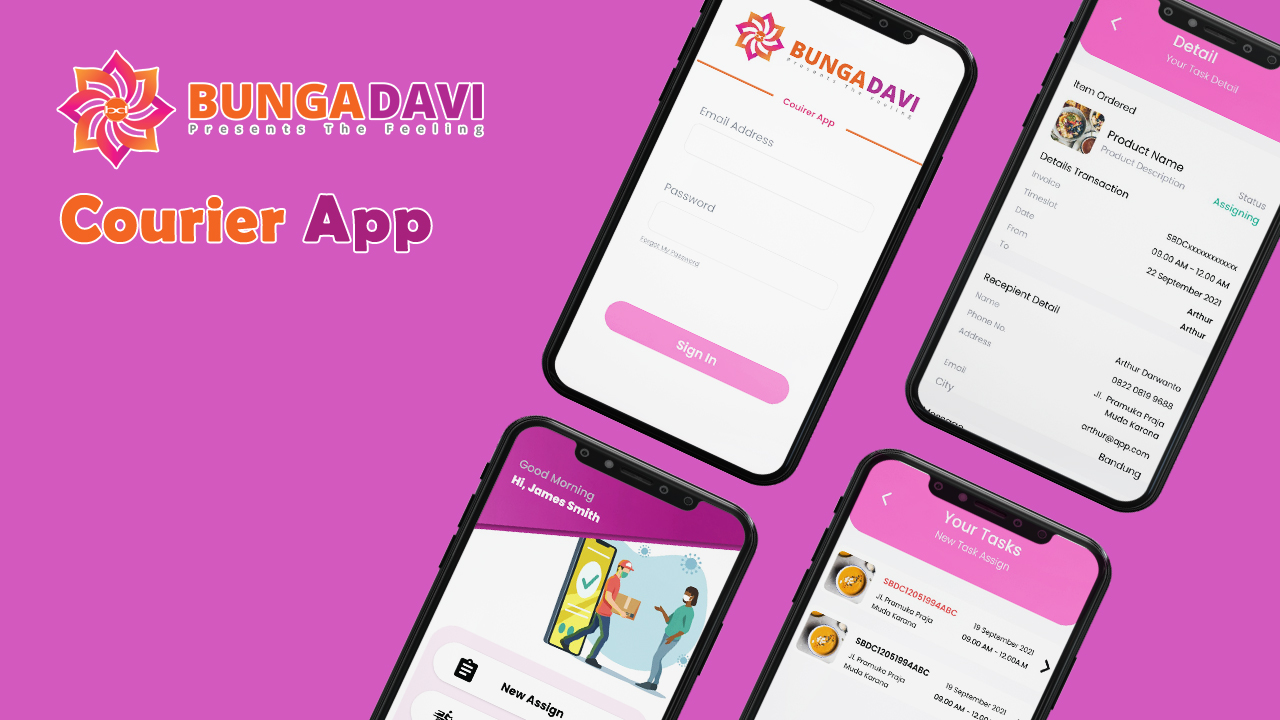 BUNGADAVI
Presents The Feeling
Courier App
BUNGADAVI
Presents The Feeling
Couirer App
Email Address
Password
Forgot My Password
Sign In
Detail
Your Task Detail
Item Ordered
Product Name
Product Description
Status
Assigning
Details Transaction
Invoice
SBDCxxxxxxxxxxxxx
Timeslot
09.00 AM - 12.00 AM
Date
22 September 2021
From
Arthur
To
Arthur
Recepient Detail
Name
Arthur Darwanto
Phone No.
0822 0819 9688
Address
Jl. Pramuka Praja
Muda Karana
Email
arthur@app.com
City
Bandung
Message
Good Morning
Hi, James Smith
New Assign
Your Tasks
New Task Assign
SBDC12051994ABC
Jl. Pramuka Praja
Muda Karana
19 September 2021
09.00 AM - 12.00A.M
SBDC12051994ABC
Jl. Pramuka Praja
Muda Karana
19 September 2021
09.00 AM - 12.00